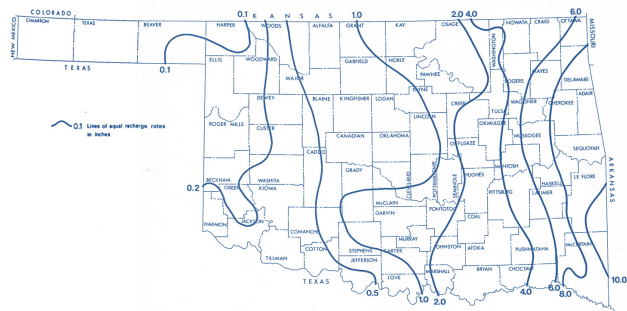 COLORADO
0.1 K A N S A S 1.0 2.0 4.0 6.0
CIMARRON TEXAS BEAVER HARPER WOODS ALFALFA GRANT KAY OSAGE NOWATA CRAIG OTTAWA
NEW MEXICO
MISSOURI
WASHINGTON
ELLIS WOODWARD GARFIELD NOBLE
TEXAS 0.1
MAJOR PAWNEE ROGERS MAYES DELAWARE
PAYNE
ADAIR
DEWEY BLAINE KINGFISHER LOGAN CREEK WAGONER CHEROKEE
TULSA
LINCOLN
0.1 Lines of equal recharge rates
in inches
ROGER MILLS CUSTER OKMULGEE
CANADIAN OKLAHOMA MUSKOGEE
OKFUSKEE
CADDO SEQUOYAH
McINTOSH
GRADY CLEVELAND POTTAWATOMIE SEMINOLE HUGHES LE FLORE
ARKANSAS
BECKHAM WASHITA HASKELL
0.2 GREER KIOWA PITTSBURG LATIMER
McCLAIN
GARVIN PONTOTOC
HARMON JACKSON COAL
COMANCHE
MURRAY McCURTAIN
COTTON STEPHENS CARTER JOHNSTON ATOKA PUSHMATAHA
TILLMAN JEFFERSON
MARSHALL BRYAN CHOCTAW
LOVE
TEXAS 0.5 1.0 2.0 4.0 6.0 8.0 10.0